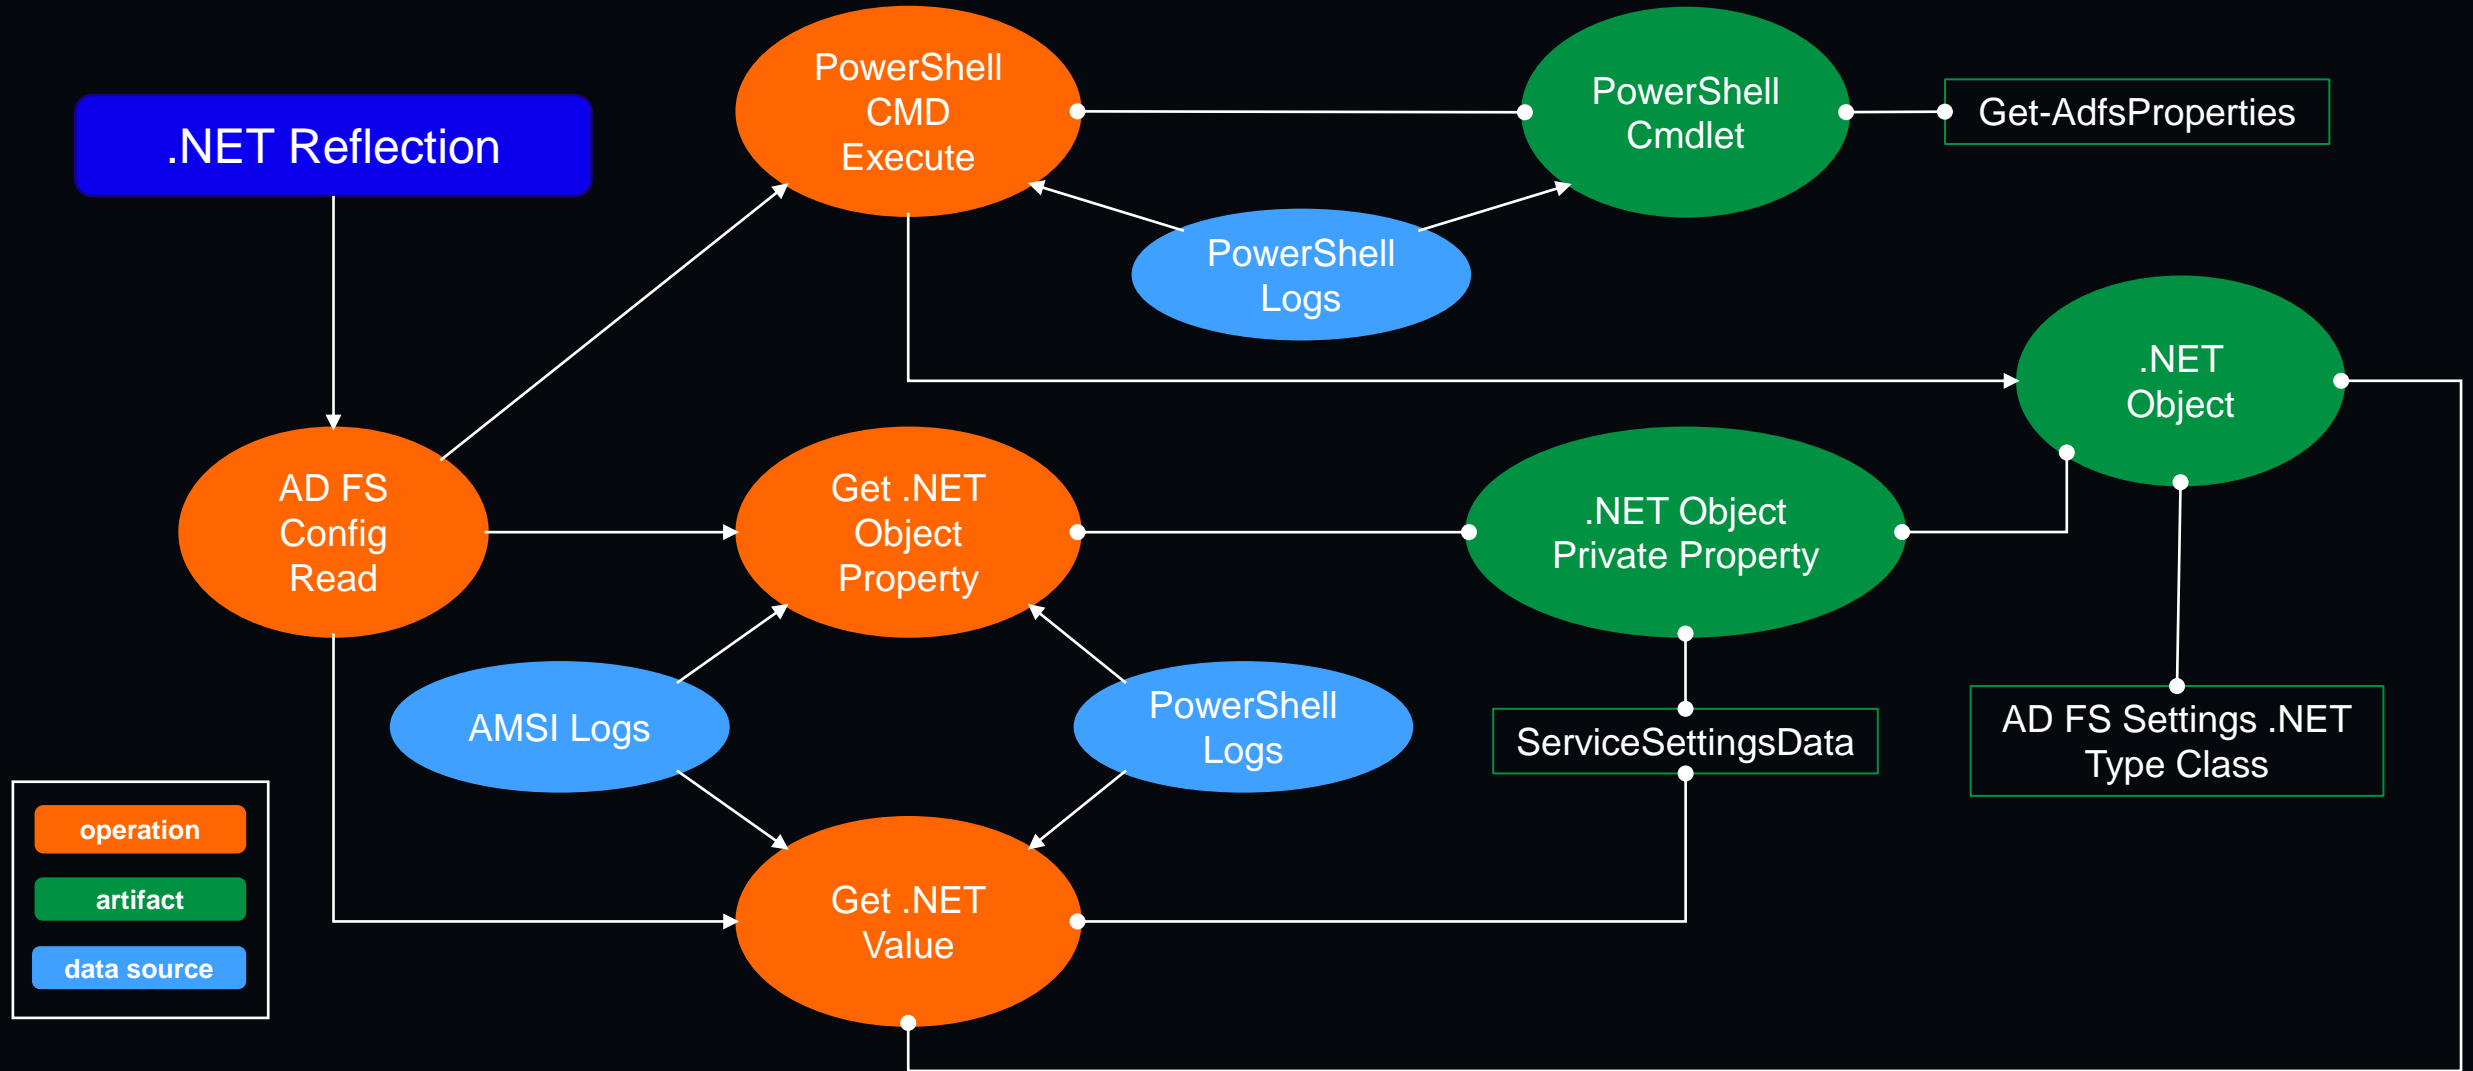 .NET Reflection
PowerShell
CMD
Execute
PowerShell
Cmdlet
Get-AdfsProperties
PowerShell
Logs
.NET
Object
AD FS
Config
Read
Get .NET
Object
Property
.NET Object
Private Property
AMSI Logs
PowerShell
Logs
ServiceSettingsData
AD FS Settings .NET
Type Class
operation
artifact
data source
Get .NET
Value